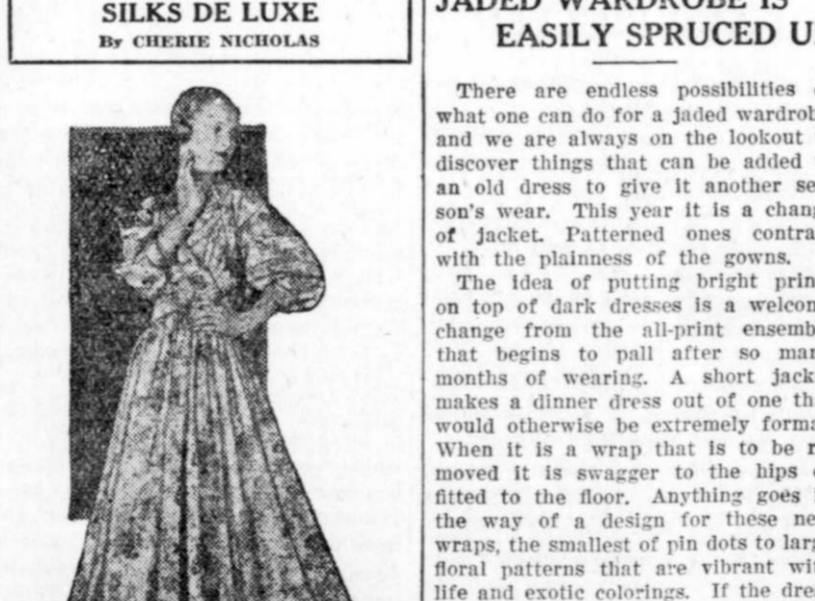 SILKS DE LUXE
By CHERIE NICHOLAS
JADED WARDROBE IS
EASILY SPRUCED U
There are endless possibilities
what one can do for a jaded wardrob
and we are always on the lookout
discover things that can be added
an old dress to give it another se
son's wear. This year it is a chang
of jacket. Patterned ones contra
with the plainness of the gowns.
The idea of putting bright prin
on top of dark dresses is a welcom
change from the all-print ensemb
that begins to pall after so man
months of wearing. A short jack
makes a dinner dress out of one th
would otherwise be extremely forma
When it is a wrap that is to be r
moved it is swagger to the hips
fitted to the floor. Anything goes
the way of a design for these ne
wraps, the smallest of pin dots to larg
floral patterns that are vibrant wit
life and exotic colorings. If the dre